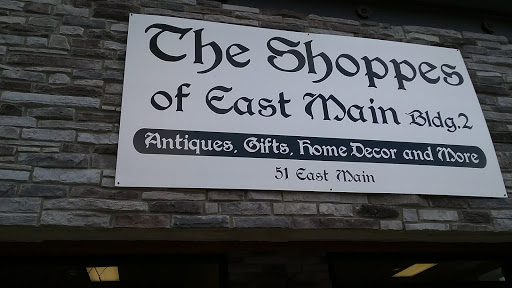 The Shoppes
of East Main Bldg.2
Antiques, Gifts, Home Decor and More
51 East Main